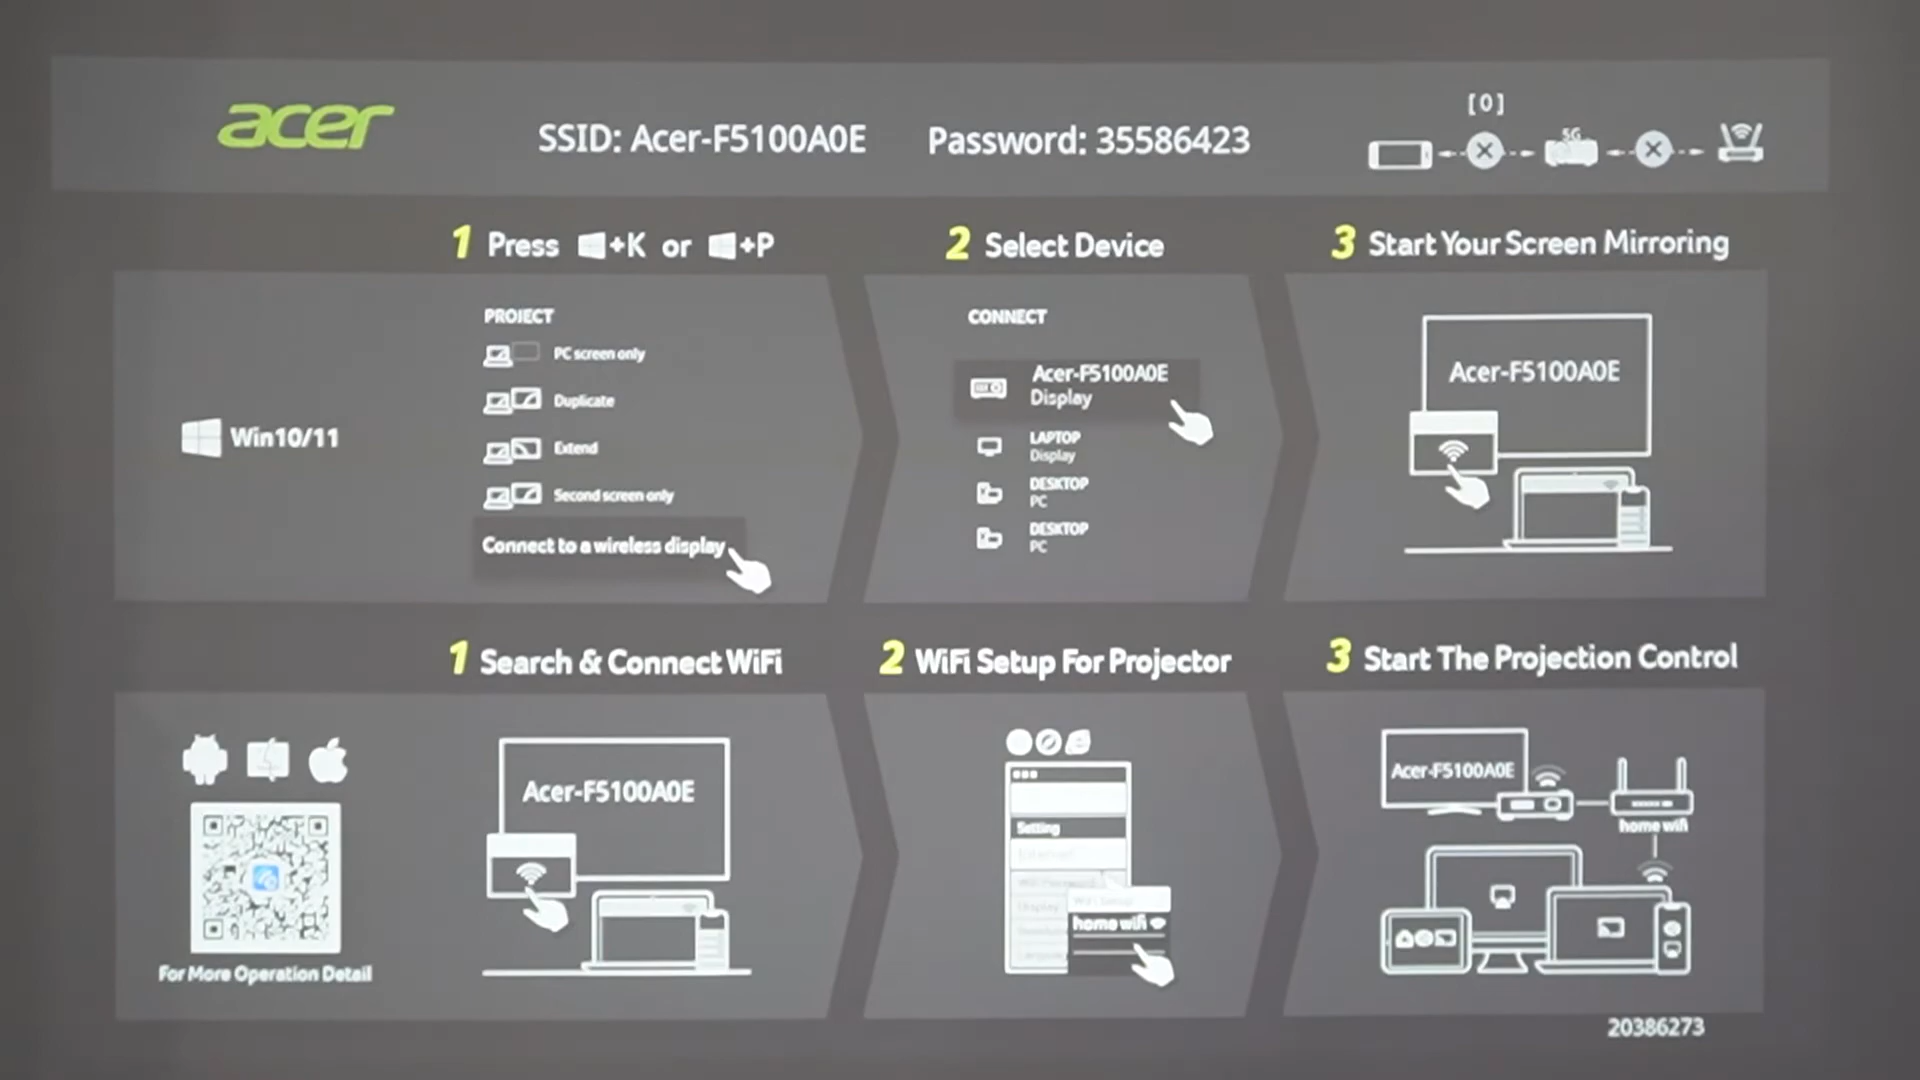 acer
SSID: Acer-F5100A0E
Password: 35586423
[0]
5G
1 Press +K or +P
2 Select Device
3 Start Your Screen Mirroring
Win10/11
PROJECT
PC screen only
Duplicate
Extend
Second screen only
Connect to a wireless display
CONNECT
Acer-F5100A0E
Display
LAPTOP
Display
DESKTOP
PC
DESKTOP
PC
Acer-F5100A0E
1 Search & Connect WiFi
2 WiFi Setup For Projector
3 Start The Projection Control
For More Operation Detail
Acer-F5100A0E
Setting
home wifi
Acer-F5100A0E
home wifi
20386273